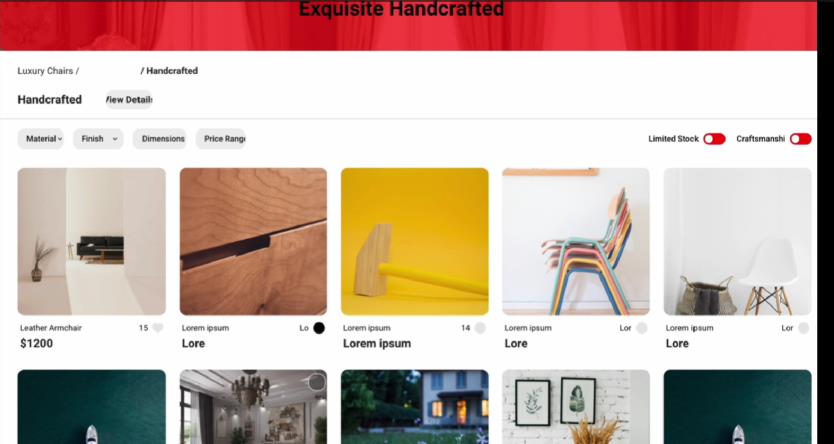 Exquisite Handcrafted
Luxury Chairs / / Handcrafted
Handcrafted View Details
Material Finish Dimensions Price Range Limited Stock Craftsmanshi
Leather Armchair 15 Lorem ipsum Lo Lorem ipsum 14 Lorem ipsum Lor Lorem ipsum Lor
$1200 Lore Lorem ipsum Lore Lore